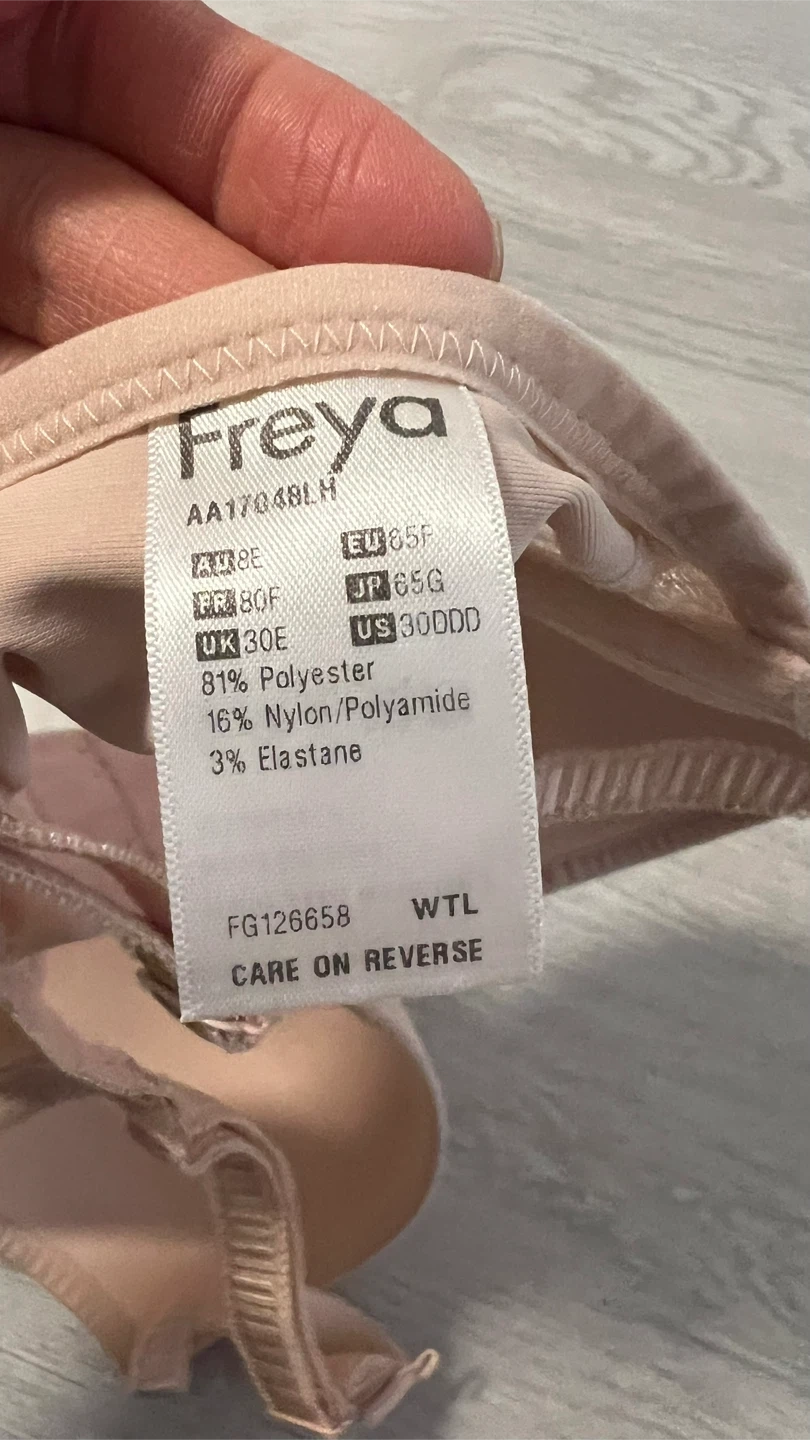 Freya
AA1704BLH
AU 8E EU 65F
FR 80F JP 65G
UK 30E US 30DDD
81% Polyester
16% Nylon/Polyamide
3% Elastane
FG126658 WTL
CARE ON REVERSE